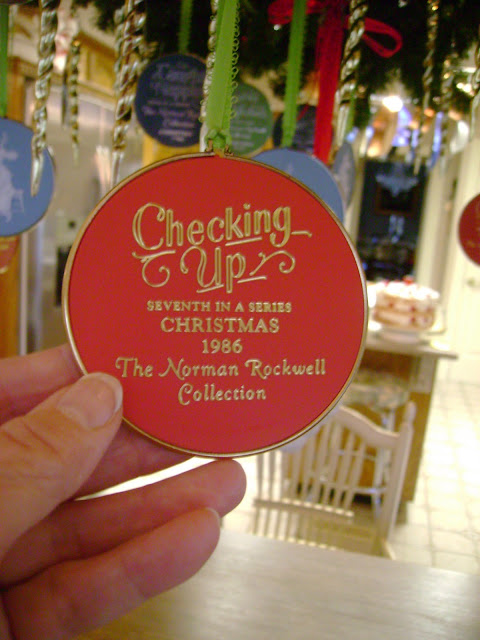 Checking
Up
SEVENTH IN A SERIES
CHRISTMAS
1986
The Norman Rockwell
Collection